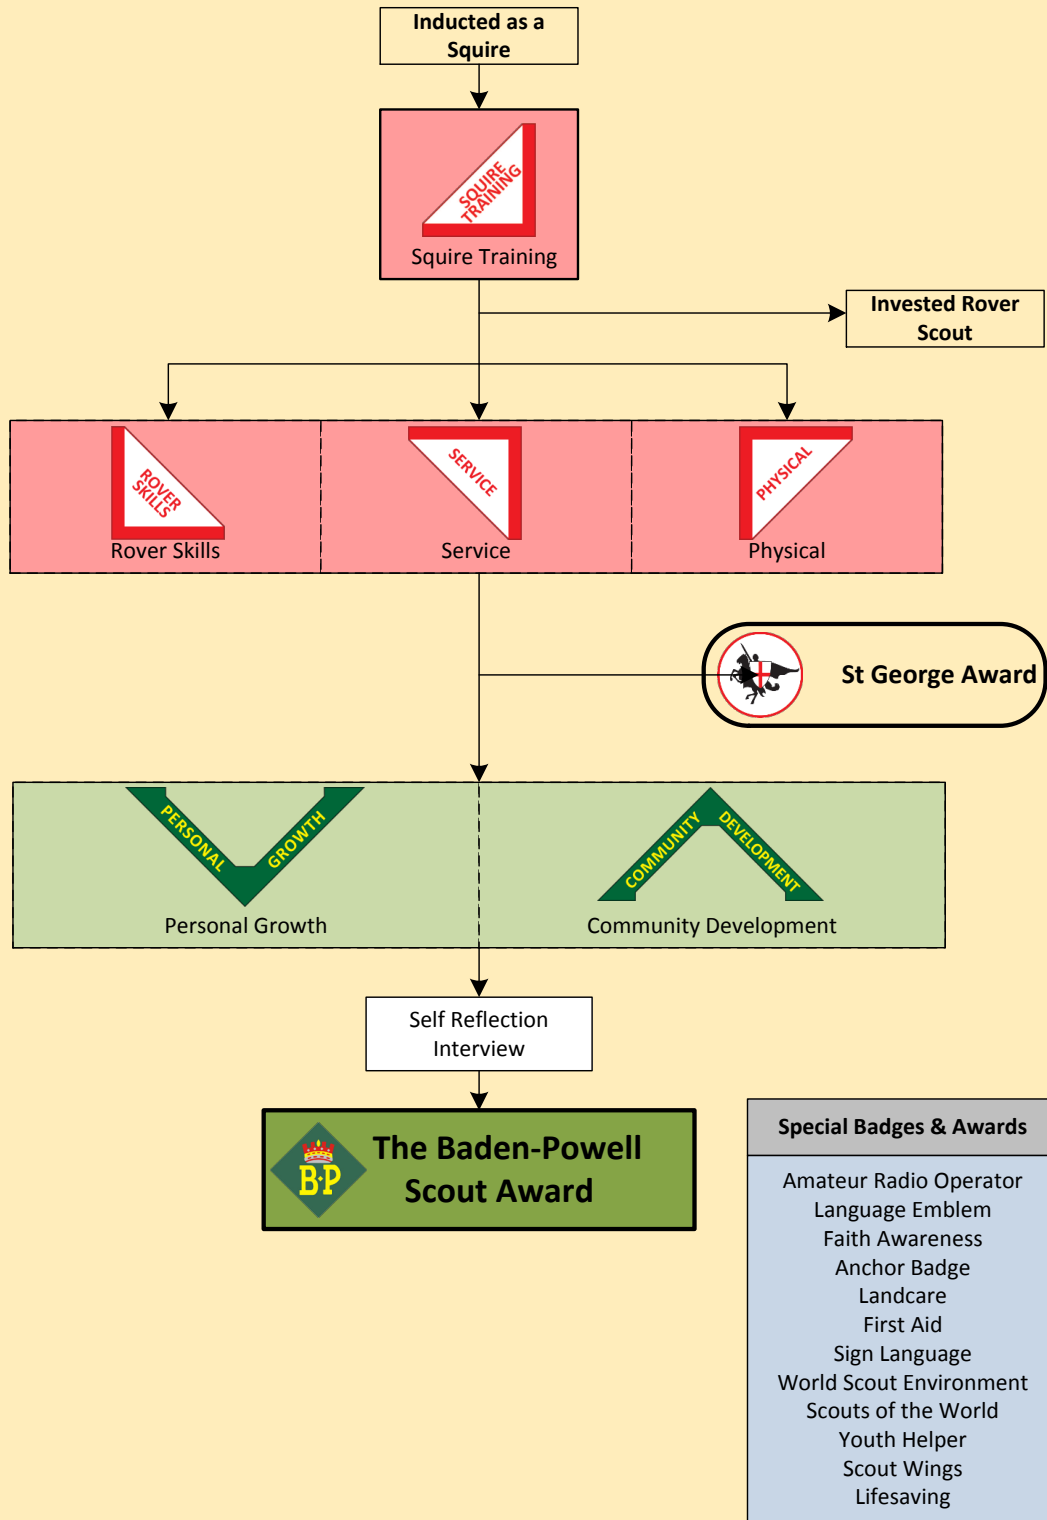 Inducted as a
Squire
SQUIRE
TRAINING
Squire Training
Invested Rover
Scout
ROVER
SKILLS
SERVICE
PHYSICAL
Rover Skills
Service
Physical
St George Award
PERSONAL
GROWTH
COMMUNITY
DEVELOPMENT
Personal Growth
Community Development
Self Reflection
Interview
B·P
The Baden-Powell
Scout Award
Special Badges & Awards
Amateur Radio Operator
Language Emblem
Faith Awareness
Anchor Badge
Landcare
First Aid
Sign Language
World Scout Environment
Scouts of the World
Youth Helper
Scout Wings
Lifesaving